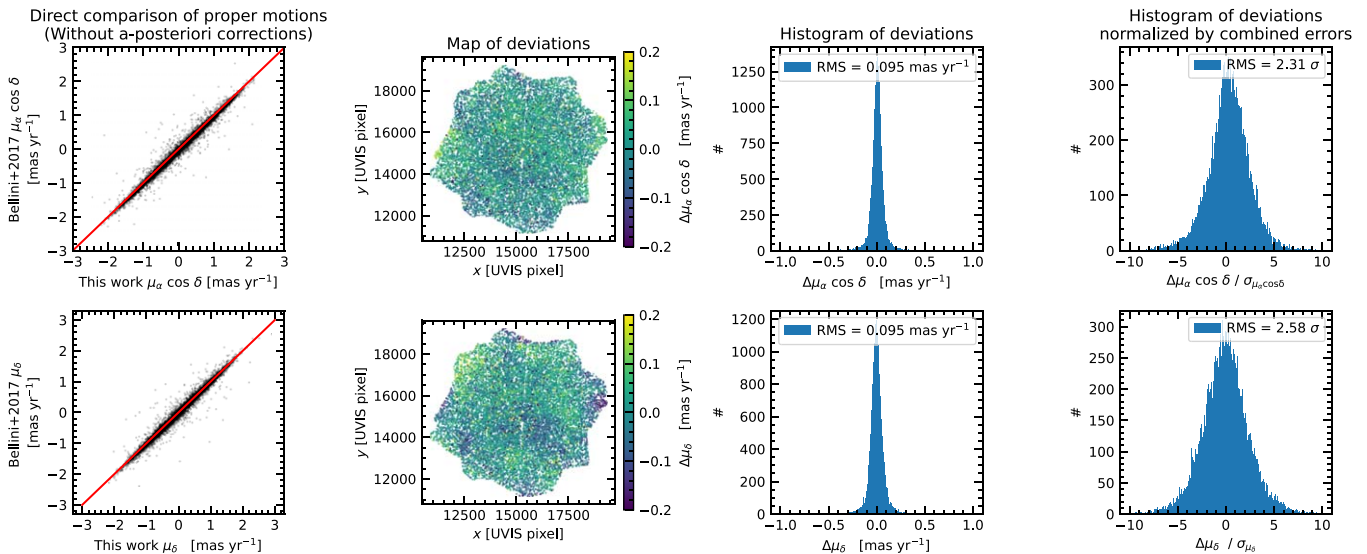 Direct comparison of proper motions
(Without a-posteriori corrections)
3
2
1
0
−1
−2
−3
Bellini+2017 μα cos δ
[mas yr−1]
−3 −2 −1 0 1 2 3
This work μα cos δ [mas yr−1]
Map of deviations
18000
16000
14000
12000
y [UVIS pixel]
12500 15000 17500
x [UVIS pixel]
0.2
0.1
0.0
−0.1
−0.2
Δμα cos δ [mas yr−1]
Histogram of deviations
RMS = 0.095 mas yr−1
1250
1000
750
500
250
0
#
−1.0 −0.5 0.0 0.5 1.0
Δμα cos δ [mas yr−1]
Histogram of deviations
normalized by combined errors
RMS = 2.31 σ
300
200
100
0
#
−10 −5 0 5 10
Δμα cos δ / σμα cosδ
3
2
1
0
−1
−2
−3
Bellini+2017 μδ
[mas yr−1]
−3 −2 −1 0 1 2 3
This work μδ [mas yr−1]
18000
16000
14000
12000
y [UVIS pixel]
12500 15000 17500
x [UVIS pixel]
0.2
0.1
0.0
−0.1
−0.2
Δμδ [mas yr−1]
RMS = 0.095 mas yr−1
1200
1000
800
600
400
200
0
#
−1.0 −0.5 0.0 0.5 1.0
Δμδ [mas yr−1]
RMS = 2.58 σ
300
250
200
150
100
50
0
#
−10 −5 0 5 10
Δμδ / σμδ